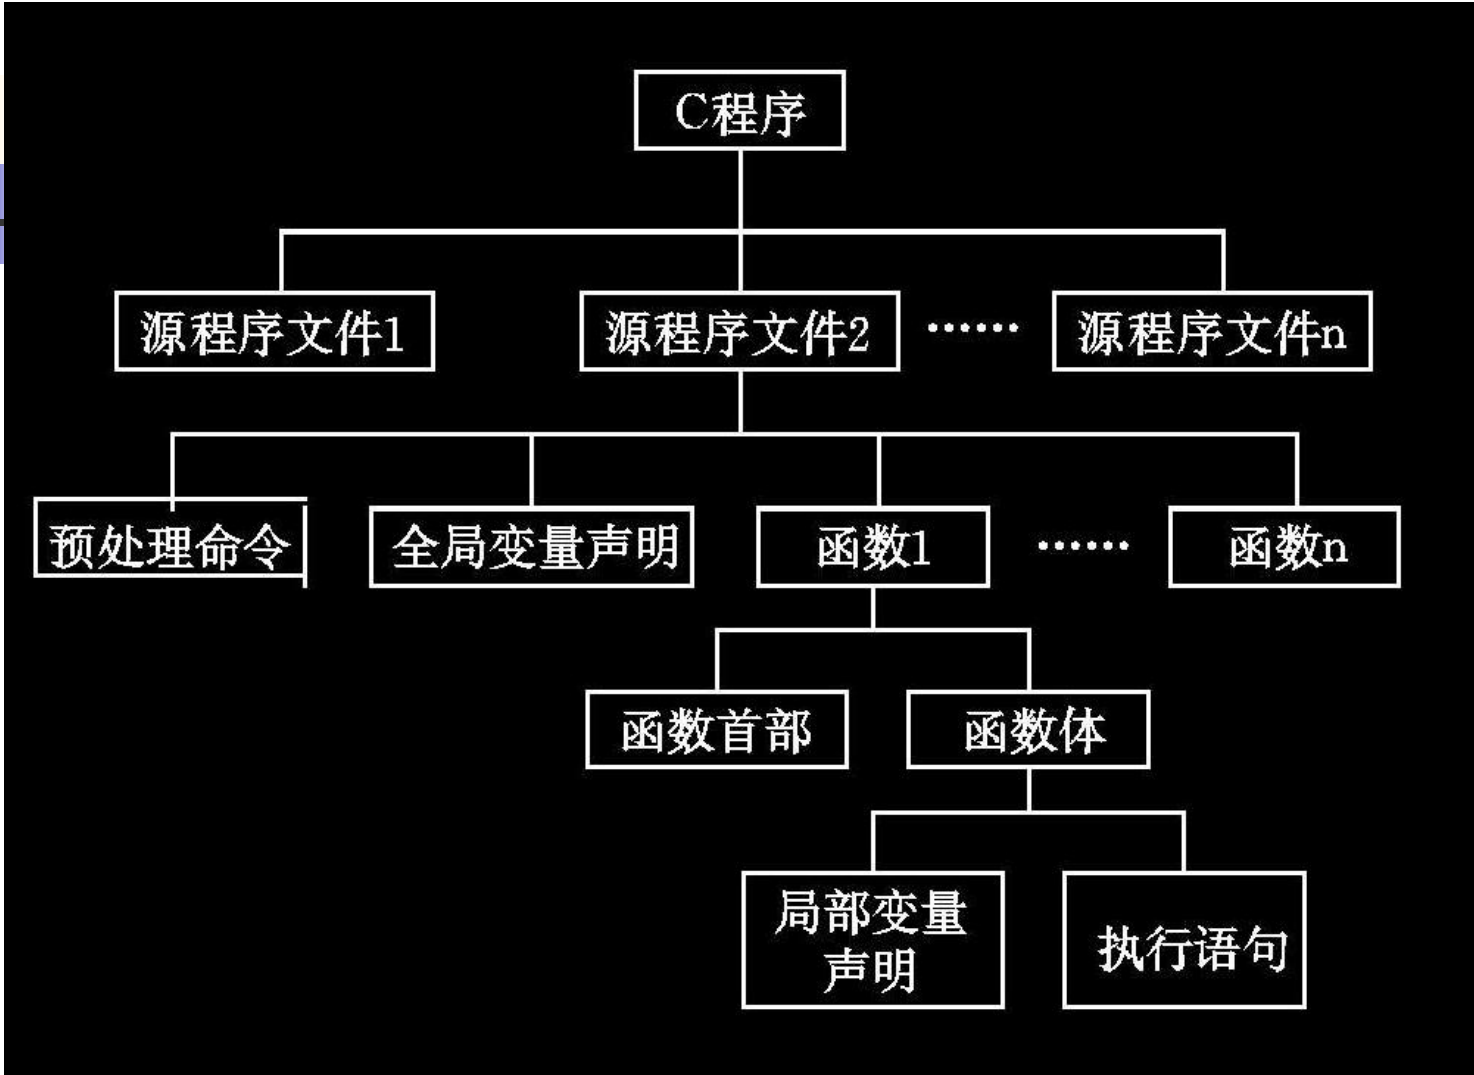 C程序
源程序文件1
源程序文件2
······
源程序文件n
预处理命令
全局变量声明
函数1
······
函数n
函数首部
函数体
局部变量
声明
执行语句